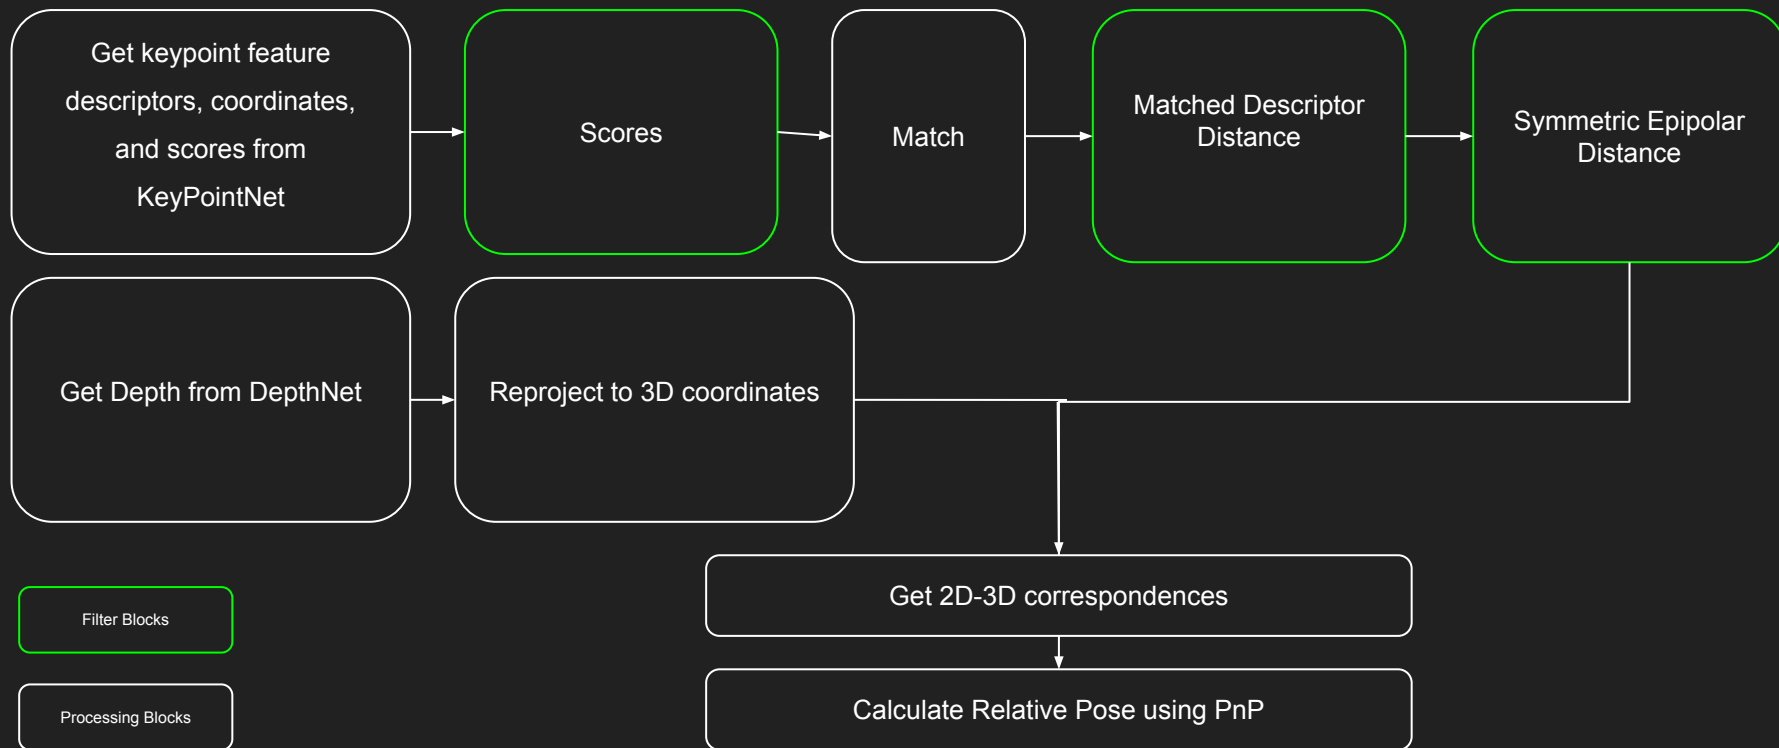 Get keypoint feature
descriptors, coordinates,
and scores from
KeyPointNet
Scores
Match
Matched Descriptor
Distance
Symmetric Epipolar
Distance
Get Depth from DepthNet
Reproject to 3D coordinates
Get 2D-3D correspondences
Calculate Relative Pose using PnP
Filter Blocks
Processing Blocks